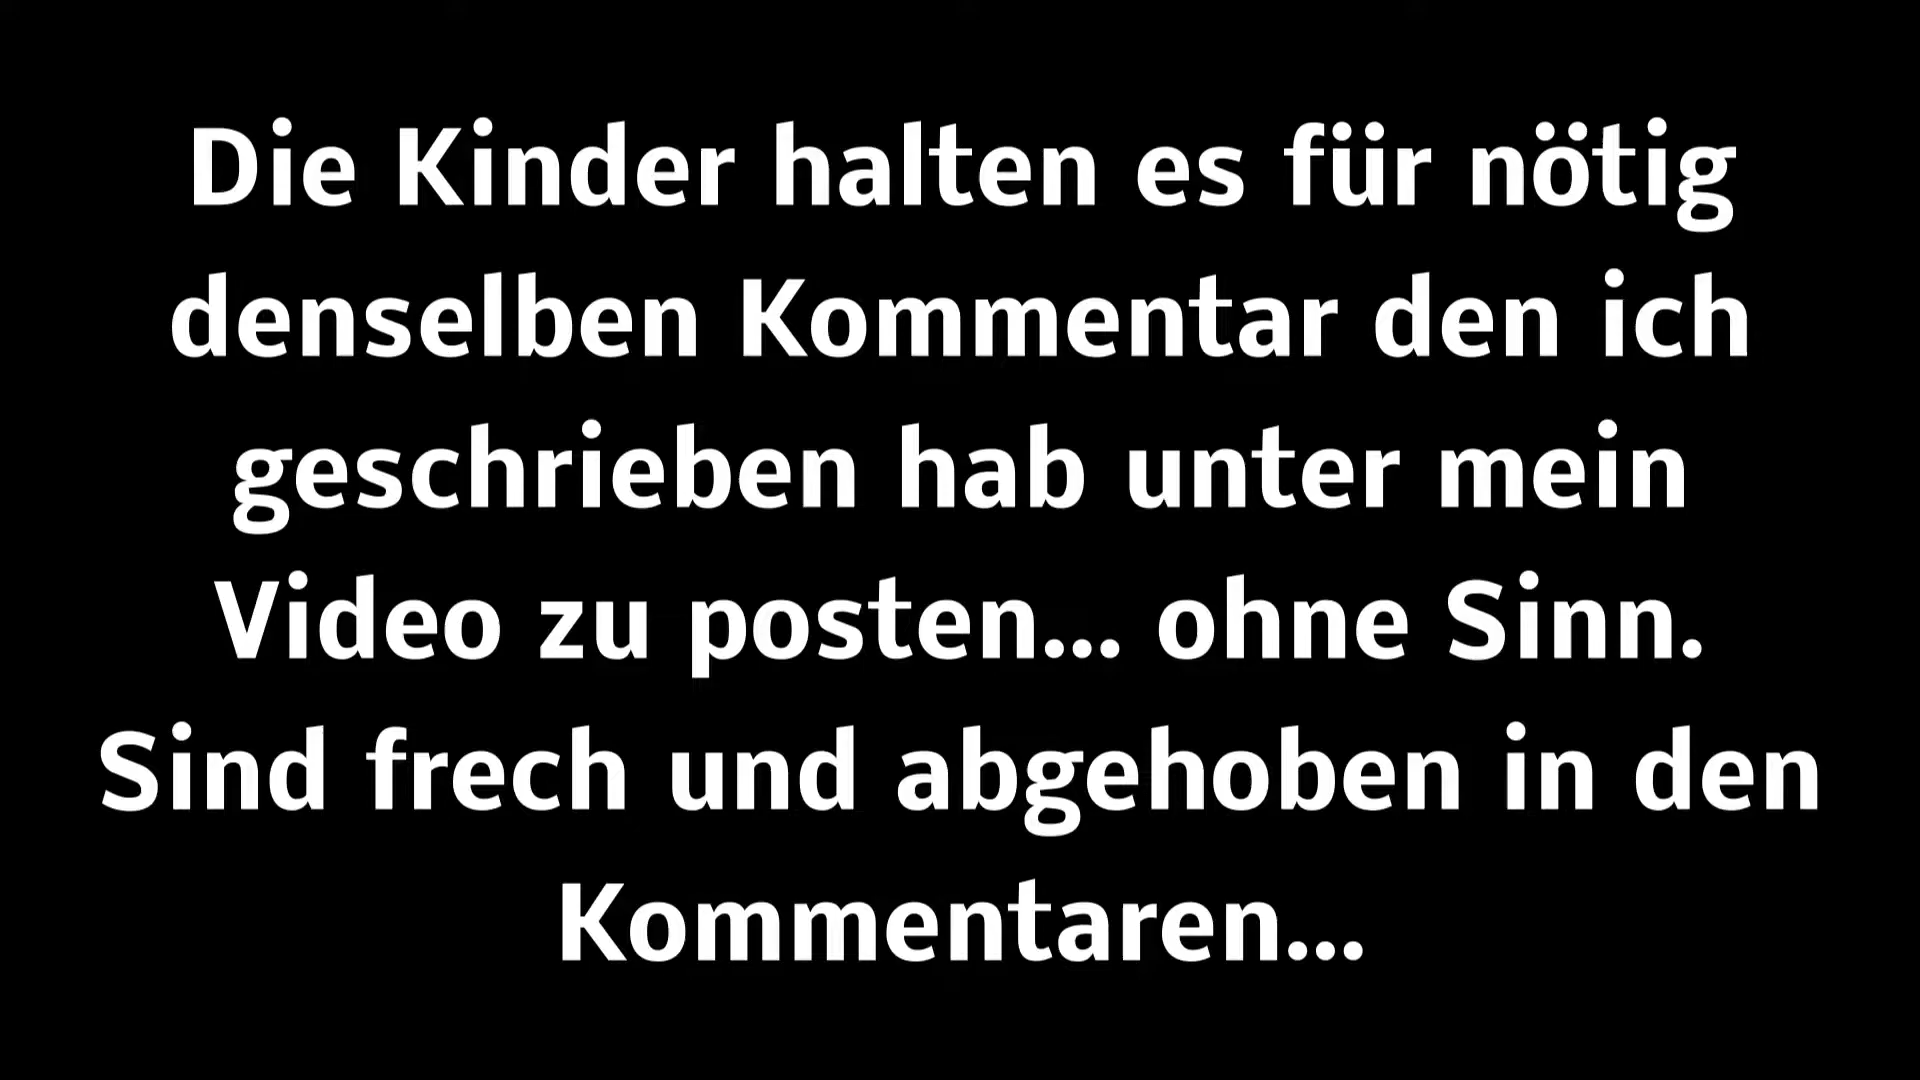 Die Kinder halten es für nötig
denselben Kommentar den ich
geschrieben hab unter mein
Video zu posten... ohne Sinn.
Sind frech und abgehoben in den
Kommentaren...